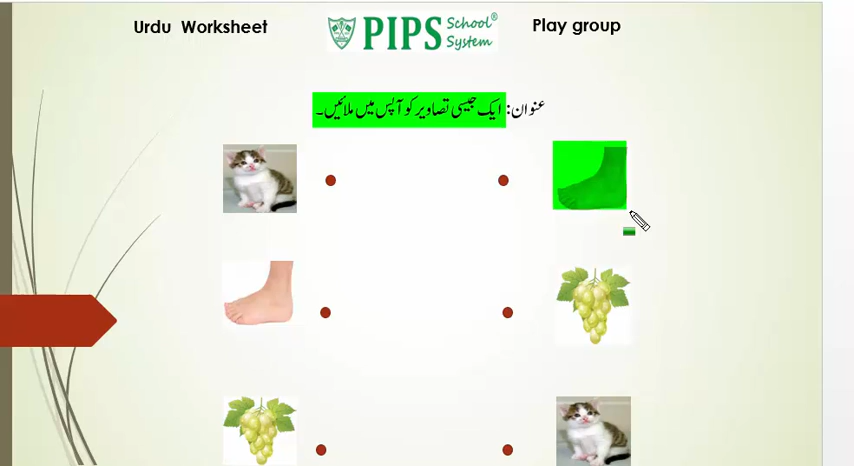 Urdu Worksheet
PIPS School® System
Play group
عنوان: ایک جیسی تصاویر کو آپس میں ملائیں۔